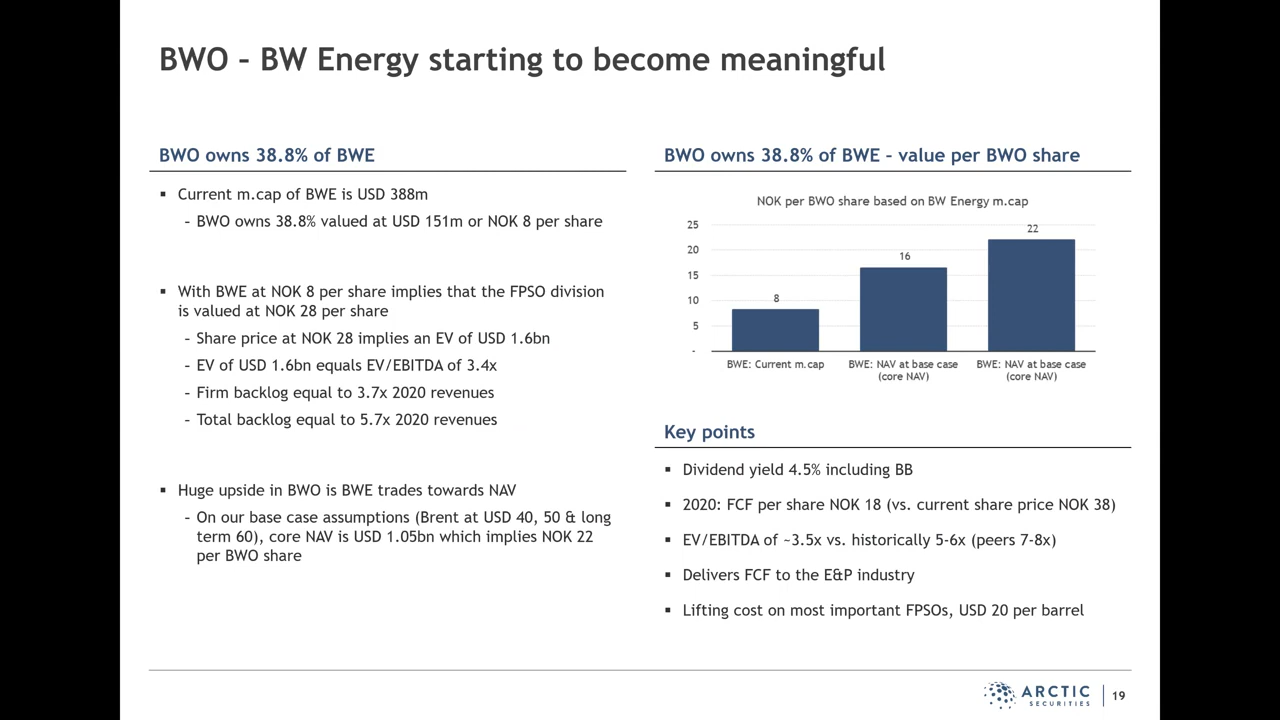 BWO – BW Energy starting to become meaningful
BWO owns 38.8% of BWE
▪ Current m.cap of BWE is USD 388m
– BWO owns 38.8% valued at USD 151m or NOK 8 per share
▪ With BWE at NOK 8 per share implies that the FPSO division
is valued at NOK 28 per share
– Share price at NOK 28 implies an EV of USD 1.6bn
– EV of USD 1.6bn equals EV/EBITDA of 3.4x
– Firm backlog equal to 3.7x 2020 revenues
– Total backlog equal to 5.7x 2020 revenues
▪ Huge upside in BWO is BWE trades towards NAV
– On our base case assumptions (Brent at USD 40, 50 & long
term 60), core NAV is USD 1.05bn which implies NOK 22
per BWO share
BWO owns 38.8% of BWE – value per BWO share
NOK per BWO share based on BW Energy m.cap
25
20
15
10
5
-
8
16
22
BWE: Current m.cap
BWE: NAV at base case
(core NAV)
BWE: NAV at base case
(core NAV)
Key points
▪ Dividend yield 4.5% including BB
▪ 2020: FCF per share NOK 18 (vs. current share price NOK 38)
▪ EV/EBITDA of ~3.5x vs. historically 5-6x (peers 7-8x)
▪ Delivers FCF to the E&P industry
▪ Lifting cost on most important FPSOs, USD 20 per barrel
ARCTIC
SECURITIES
19